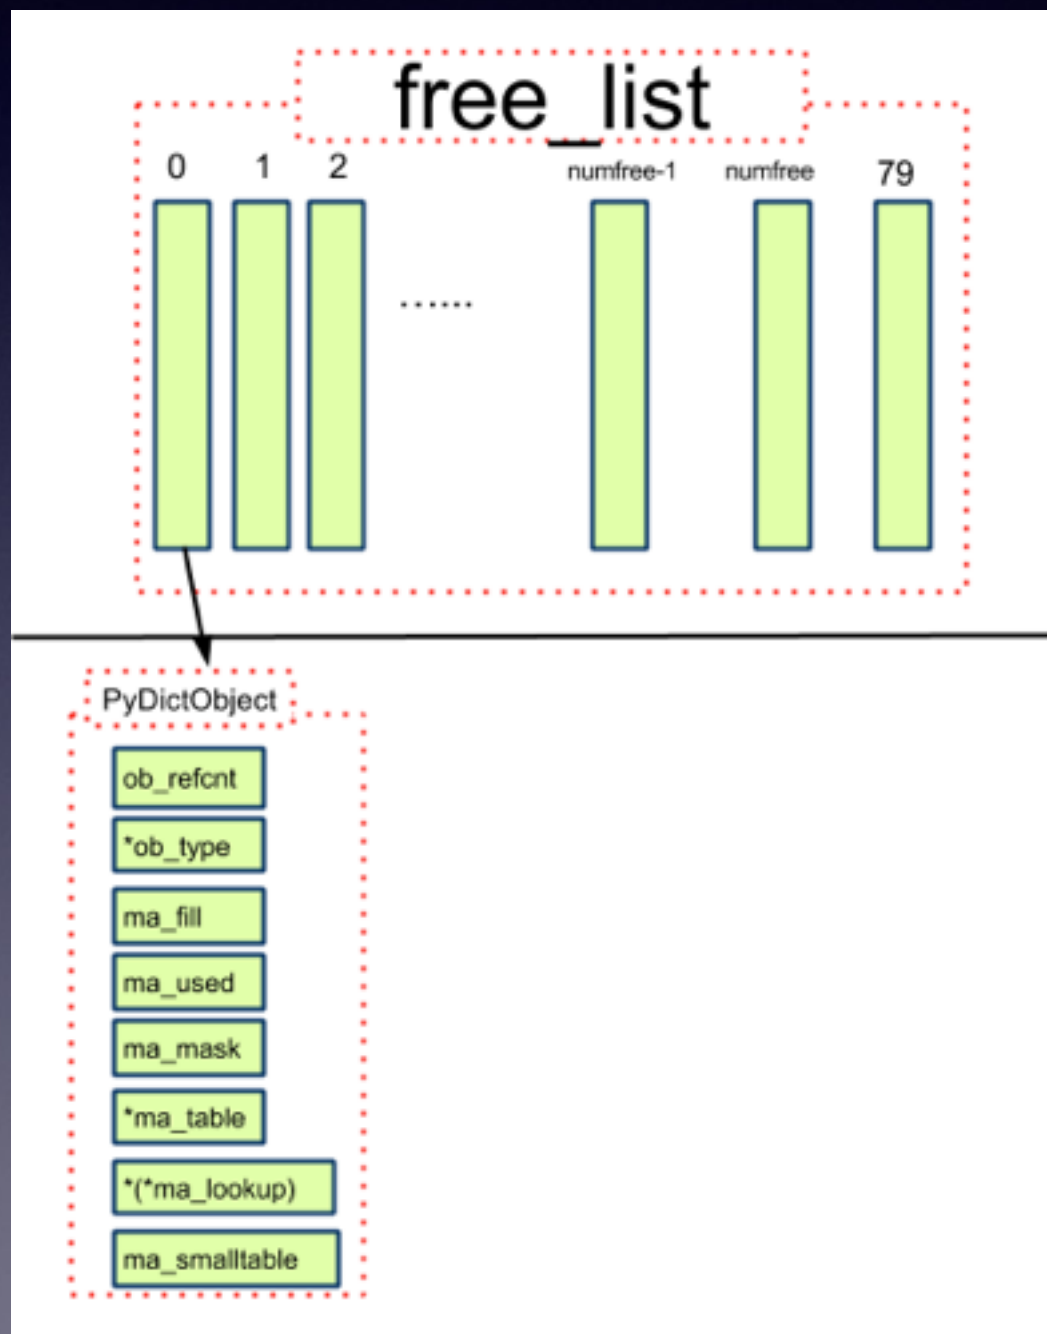 free_list
0 1 2 numfree-1 numfree 79
......
PyDictObject
ob_refcnt
*ob_type
ma_fill
ma_used
ma_mask
*ma_table
*(*ma_lookup)
ma_smalltable